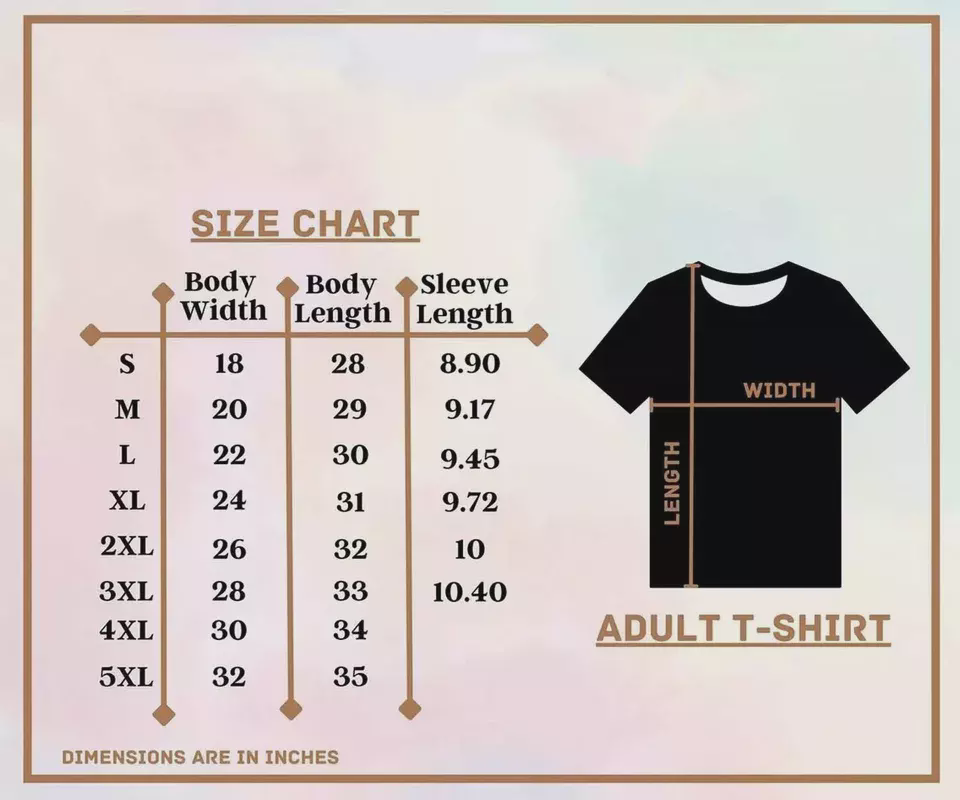 SIZE CHART
Body Width Body Length Sleeve Length
S 18 28 8.90
M 20 29 9.17
L 22 30 9.45
XL 24 31 9.72
2XL 26 32 10
3XL 28 33 10.40
4XL 30 34
5XL 32 35
WIDTH
LENGTH
ADULT T-SHIRT
DIMENSIONS ARE IN INCHES